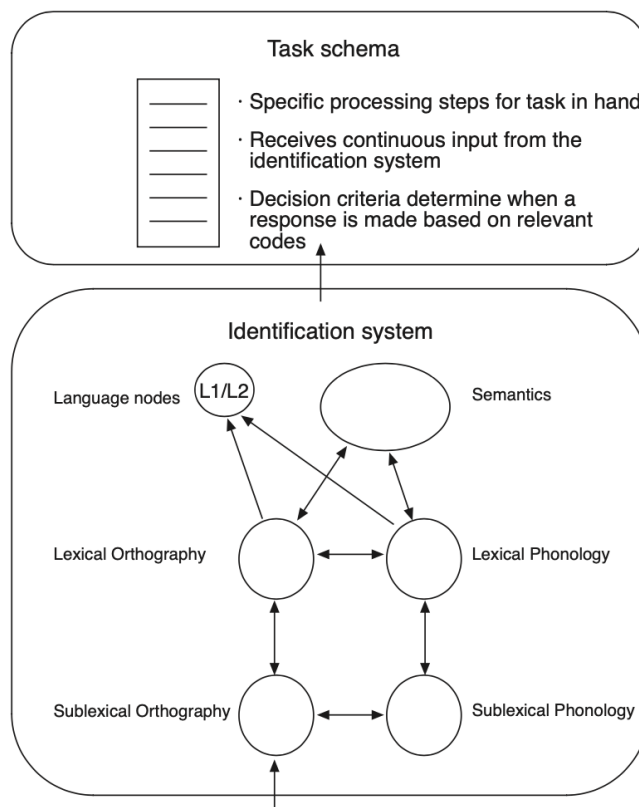 Task schema
· Specific processing steps for task in hand
· Receives continuous input from the
identification system
· Decision criteria determine when a
response is made based on relevant
codes
Identification system
Language nodes
L1/L2
Semantics
Lexical Orthography
Lexical Phonology
Sublexical Orthography
Sublexical Phonology